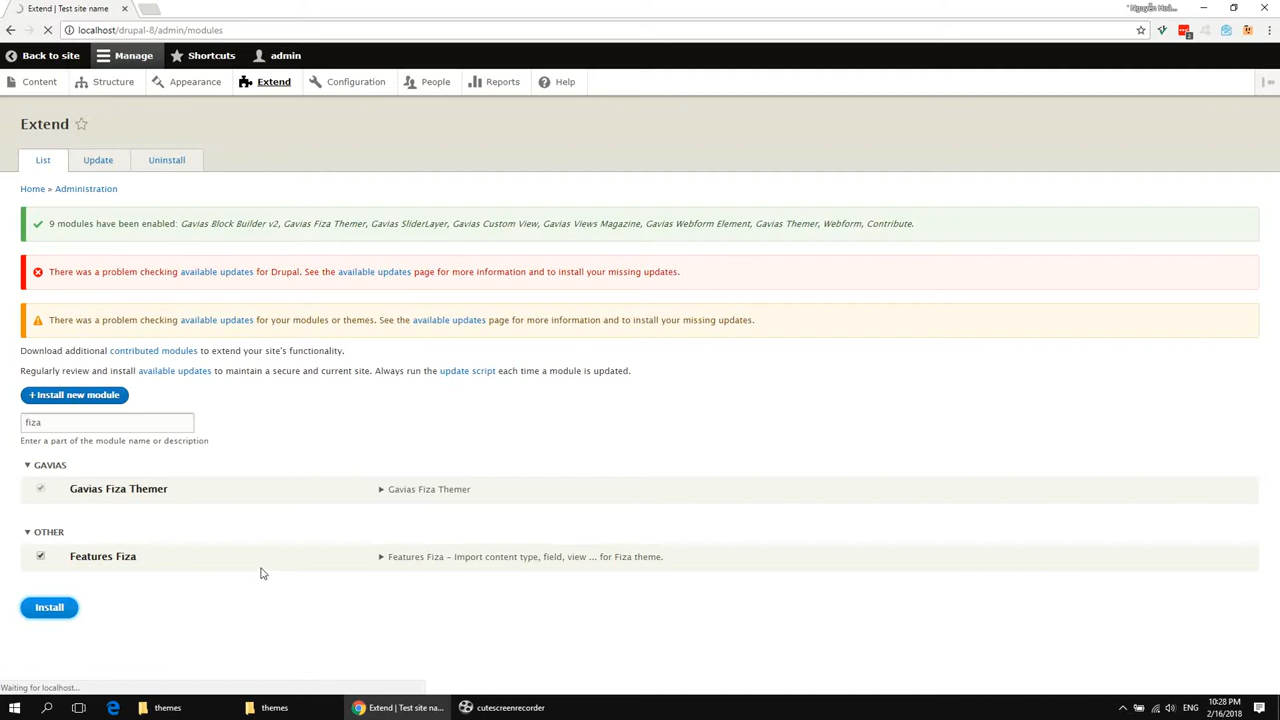 Extend | Test site name
" Nguyễn Hoà...
localhost/drupal-8/admin/modules
Back to site
Manage
Shortcuts
admin
Content
Structure
Appearance
Extend
Configuration
People
Reports
Help
Extend
List
Update
Uninstall
Home » Administration
9 modules have been enabled: Gavias Block Builder v2, Gavias Fiza Themer, Gavias SliderLayer, Gavias Custom View, Gavias Views Magazine, Gavias Webform Element, Gavias Themer, Webform, Contribute.
There was a problem checking available updates for Drupal. See the available updates page for more information and to install your missing updates.
There was a problem checking available updates for your modules or themes. See the available updates page for more information and to install your missing updates.
Download additional contributed modules to extend your site's functionality.
Regularly review and install available updates to maintain a secure and current site. Always run the update script each time a module is updated.
+ Install new module
fiza
Enter a part of the module name or description
GAVIAS
Gavias Fiza Themer
Gavias Fiza Themer
OTHER
Features Fiza
Features Fiza - Import content type, field, view ... for Fiza theme.
Install
Waiting for localhost...
themes
themes
Extend | Test site na...
cutescreenrecorder
ENG
10:28 PM
2/16/2018